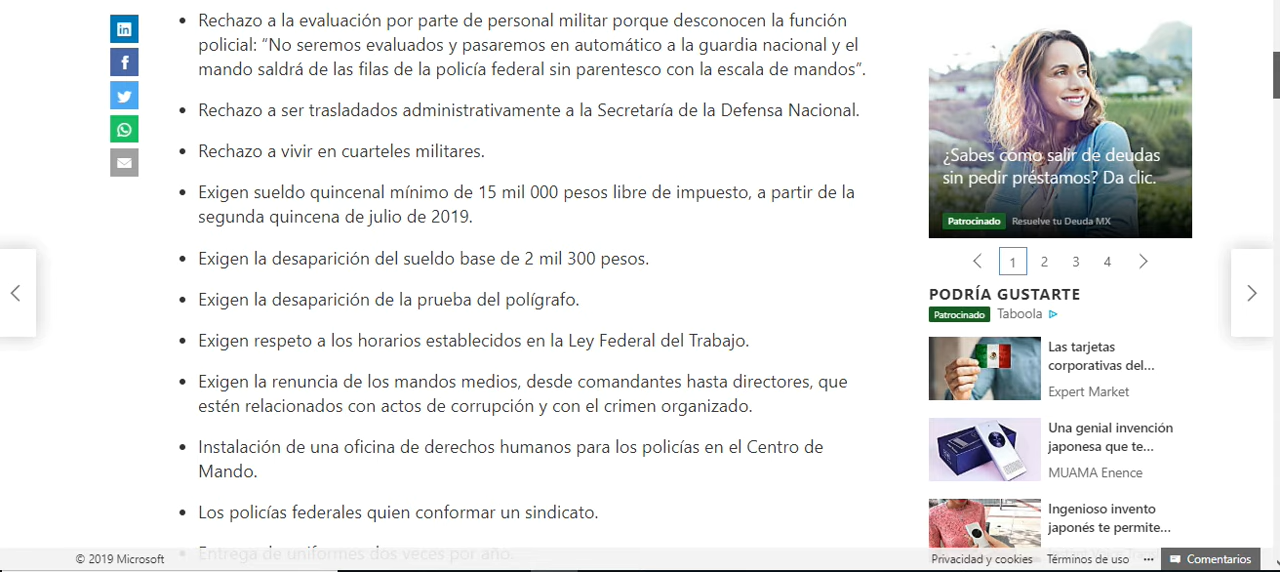 Rechazo a la evaluación por parte de personal militar porque desconocen la función
policial: “No seremos evaluados y pasaremos en automático a la guardia nacional y el
mando saldrá de las filas de la policía federal sin parentesco con la escala de mandos”.
Rechazo a ser trasladados administrativamente a la Secretaría de la Defensa Nacional.
Rechazo a vivir en cuarteles militares.
Exigen sueldo quincenal mínimo de 15 mil 000 pesos libre de impuesto, a partir de la
segunda quincena de julio de 2019.
Exigen la desaparición del sueldo base de 2 mil 300 pesos.
Exigen la desaparición de la prueba del polígrafo.
Exigen respeto a los horarios establecidos en la Ley Federal del Trabajo.
Exigen la renuncia de los mandos medios, desde comandantes hasta directores, que
estén relacionados con actos de corrupción y con el crimen organizado.
Instalación de una oficina de derechos humanos para los policías en el Centro de
Mando.
Los policías federales quien conformar un sindicato.
Entrega de uniformes dos veces por año.
¿Sabes cómo salir de deudas
sin pedir préstamos? Da clic.
Patrocinado Resuelve tu Deuda MX
1 2 3 4
PODRÍA GUSTARTE
Patrocinado Taboola
Las tarjetas
corporativas del...
Expert Market
Una genial invención
japonesa que te...
MUAMA Enence
Ingenioso invento
japonés te permite...
© 2019 Microsoft
Privacidad y cookies Términos de uso ... Comentarios